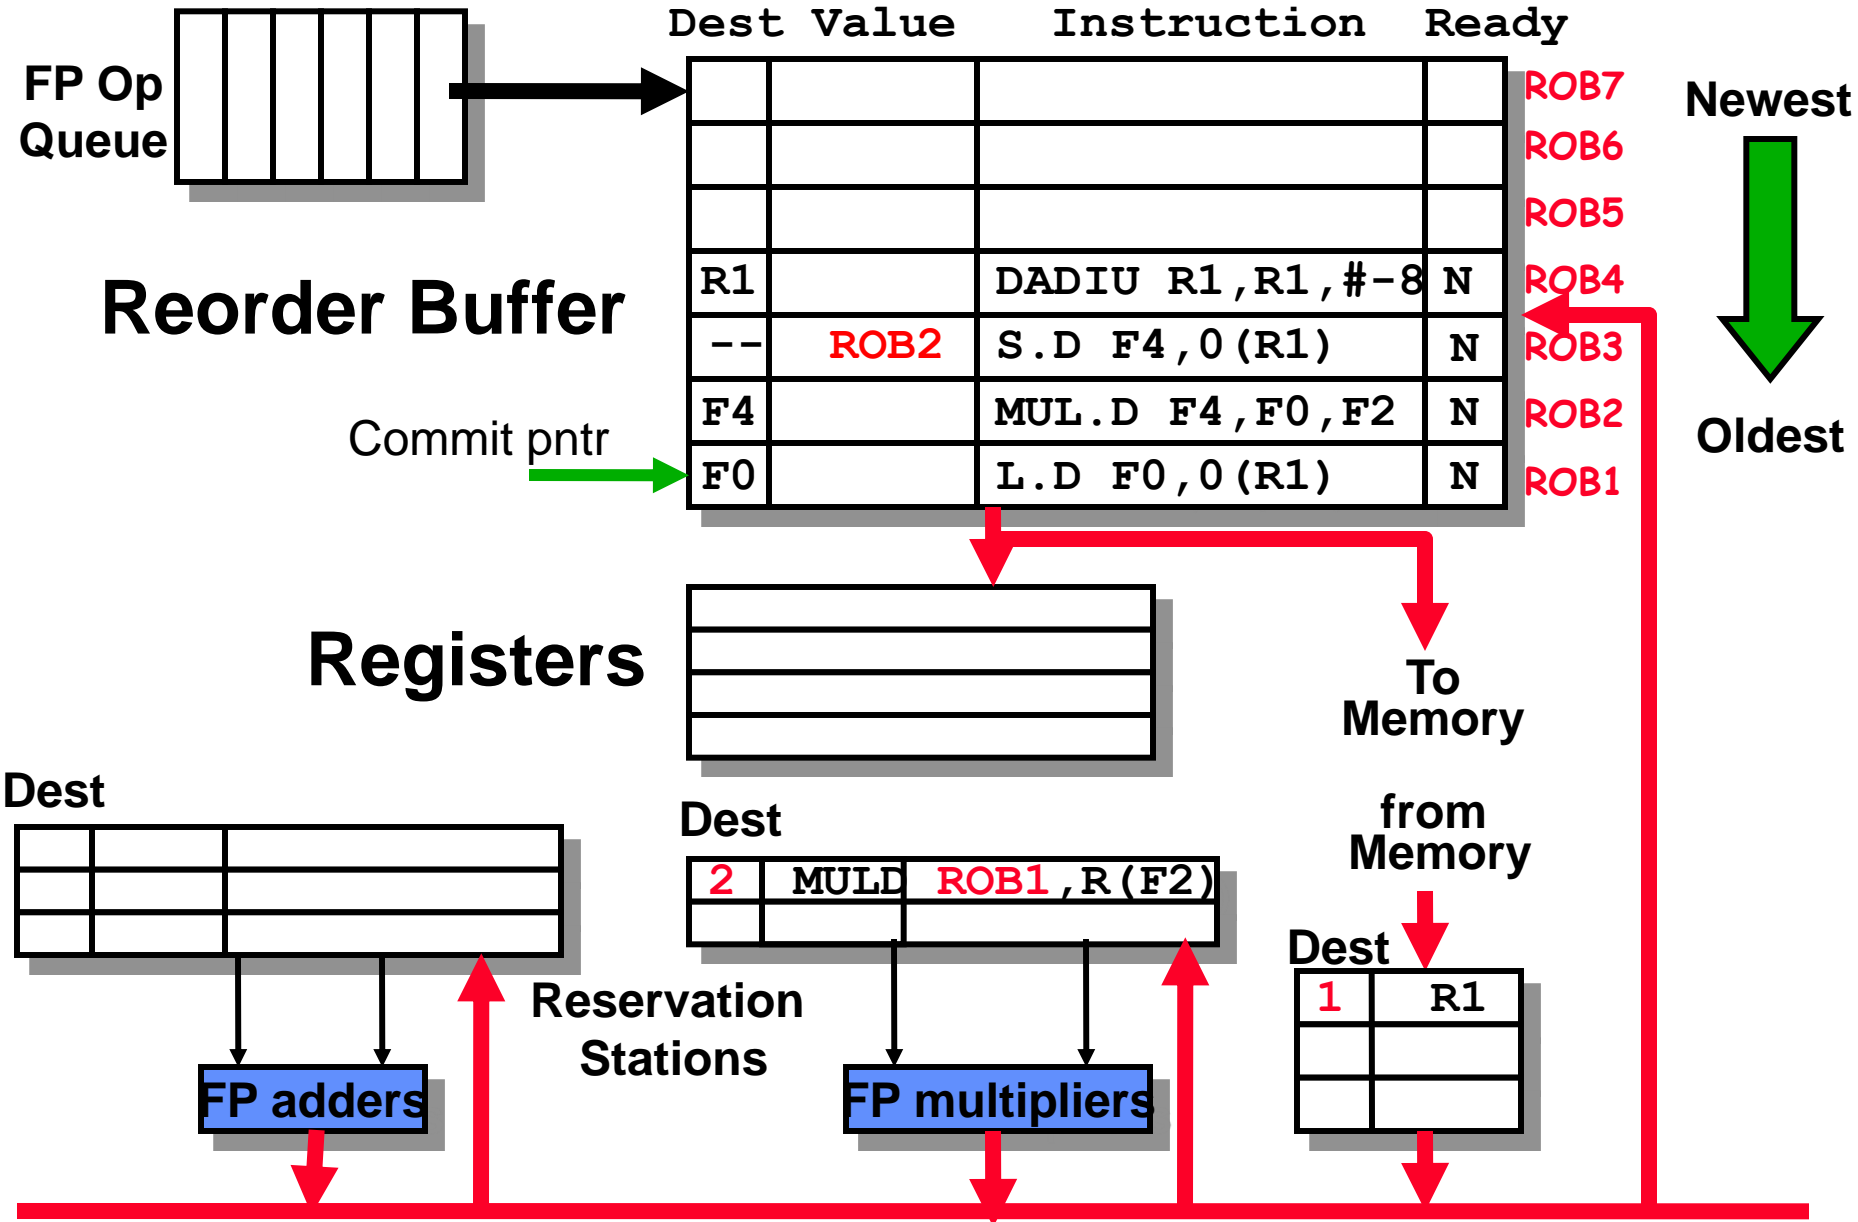 Dest Value Instruction Ready
FP Op
Queue
ROB7
Newest
ROB6
ROB5
Reorder Buffer
R1 DADIU R1,R1,#-8 N ROB4
-- ROB2 S.D F4,0(R1) N ROB3
F4 MUL.D F4,F0,F2 N ROB2
Oldest
Commit pntr
F0 L.D F0,0(R1) N ROB1
Registers
To
Memory
Dest
Dest
from
Memory
2 MULD ROB1,R(F2)
Dest
1 R1
Reservation
Stations
FP adders
FP multipliers